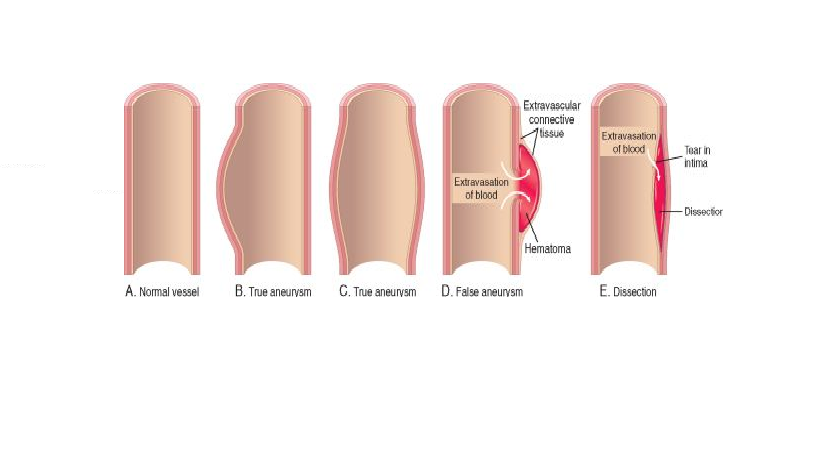 Extravascular
connective
tissue
Extravasation
of blood
Hematoma
Extravasation
of blood
Tear in
intima
Dissection
A. Normal vessel
B. True aneurysm
C. True aneurysm
D. False aneurysm
E. Dissection